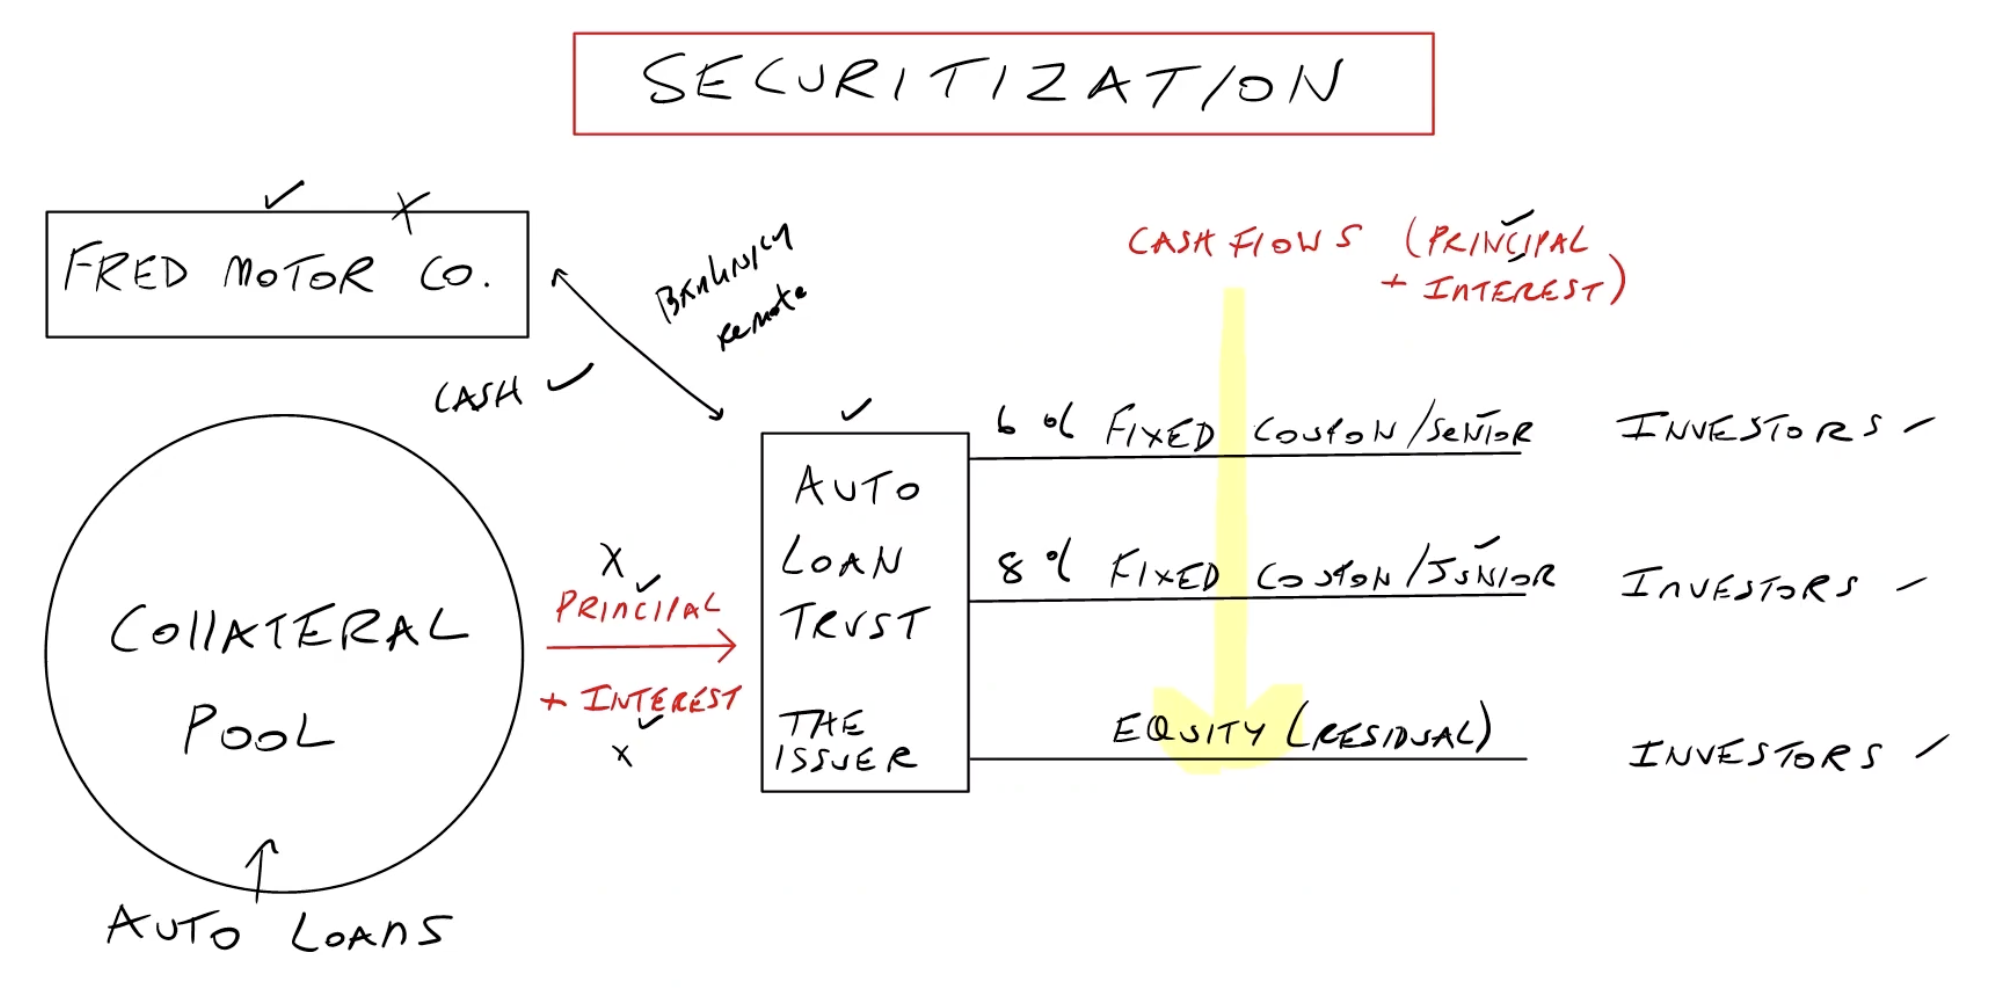 SECURITIZATION
FRED MOTOR CO.
BANKRUPTCY
remote
CASH
CASH FLOWS (PRINCIPAL
+ INTEREST)
COLLATERAL
POOL
AUTO LOANS
PRINCIPAL
+ INTEREST
AUTO
LOAN
TRUST
THE
ISSUER
6 % FIXED COUPON/SENIOR
INVESTORS
8 % FIXED COUPON/JUNIOR
INVESTORS
EQUITY (RESIDUAL)
INVESTORS